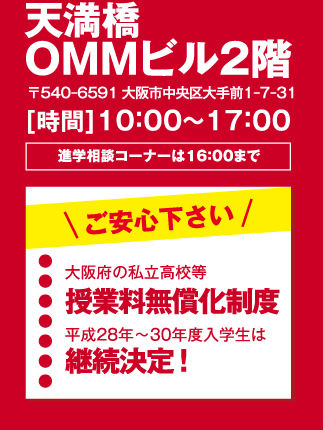 天満橋
OMMビル2階
〒540-6591 大阪市中央区大手前1-7-31
[時間]10:00〜17:00
進学相談コーナーは16:00まで
\ ご安心下さい /
大阪府の私立高校等
授業料無償化制度
平成28年〜30年度入学生は
継続決定！